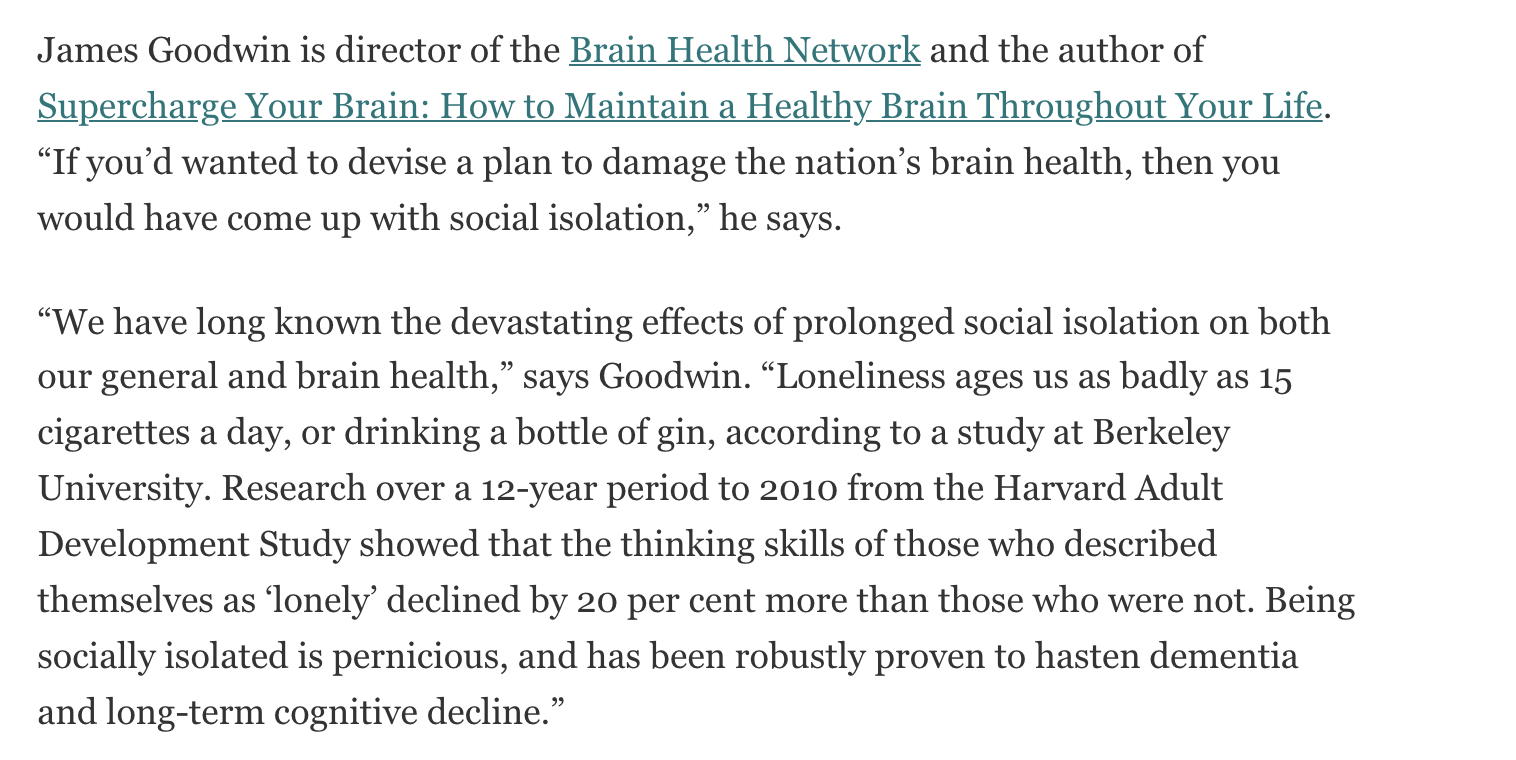 James Goodwin is director of the Brain Health Network and the author of
Supercharge Your Brain: How to Maintain a Healthy Brain Throughout Your Life.
“If you’d wanted to devise a plan to damage the nation’s brain health, then you
would have come up with social isolation,” he says.
“We have long known the devastating effects of prolonged social isolation on both
our general and brain health,” says Goodwin. “Loneliness ages us as badly as 15
cigarettes a day, or drinking a bottle of gin, according to a study at Berkeley
University. Research over a 12-year period to 2010 from the Harvard Adult
Development Study showed that the thinking skills of those who described
themselves as ‘lonely’ declined by 20 per cent more than those who were not. Being
socially isolated is pernicious, and has been robustly proven to hasten dementia
and long-term cognitive decline.”